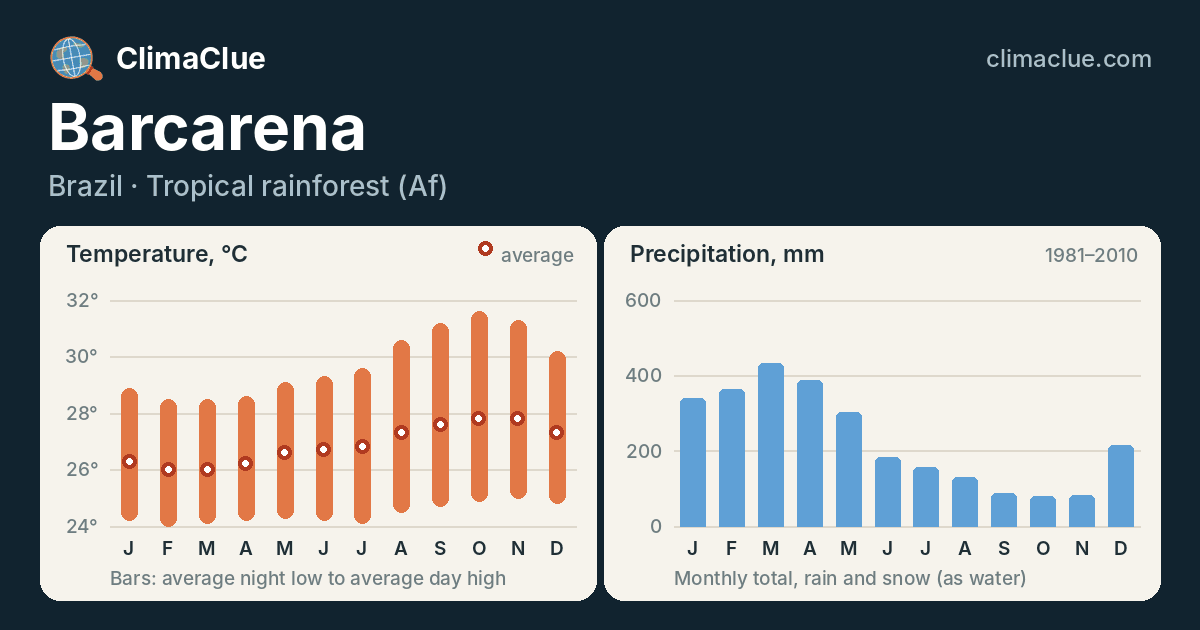 ClimaClue
climaclue.com
Barcarena
Brazil · Tropical rainforest (Af)
Temperature, °C
average
32°
30°
28°
26°
24°
J F M A M J J A S O N D
Bars: average night low to average day high
Precipitation, mm
1981–2010
600
400
200
0
J F M A M J J A S O N D
Monthly total, rain and snow (as water)